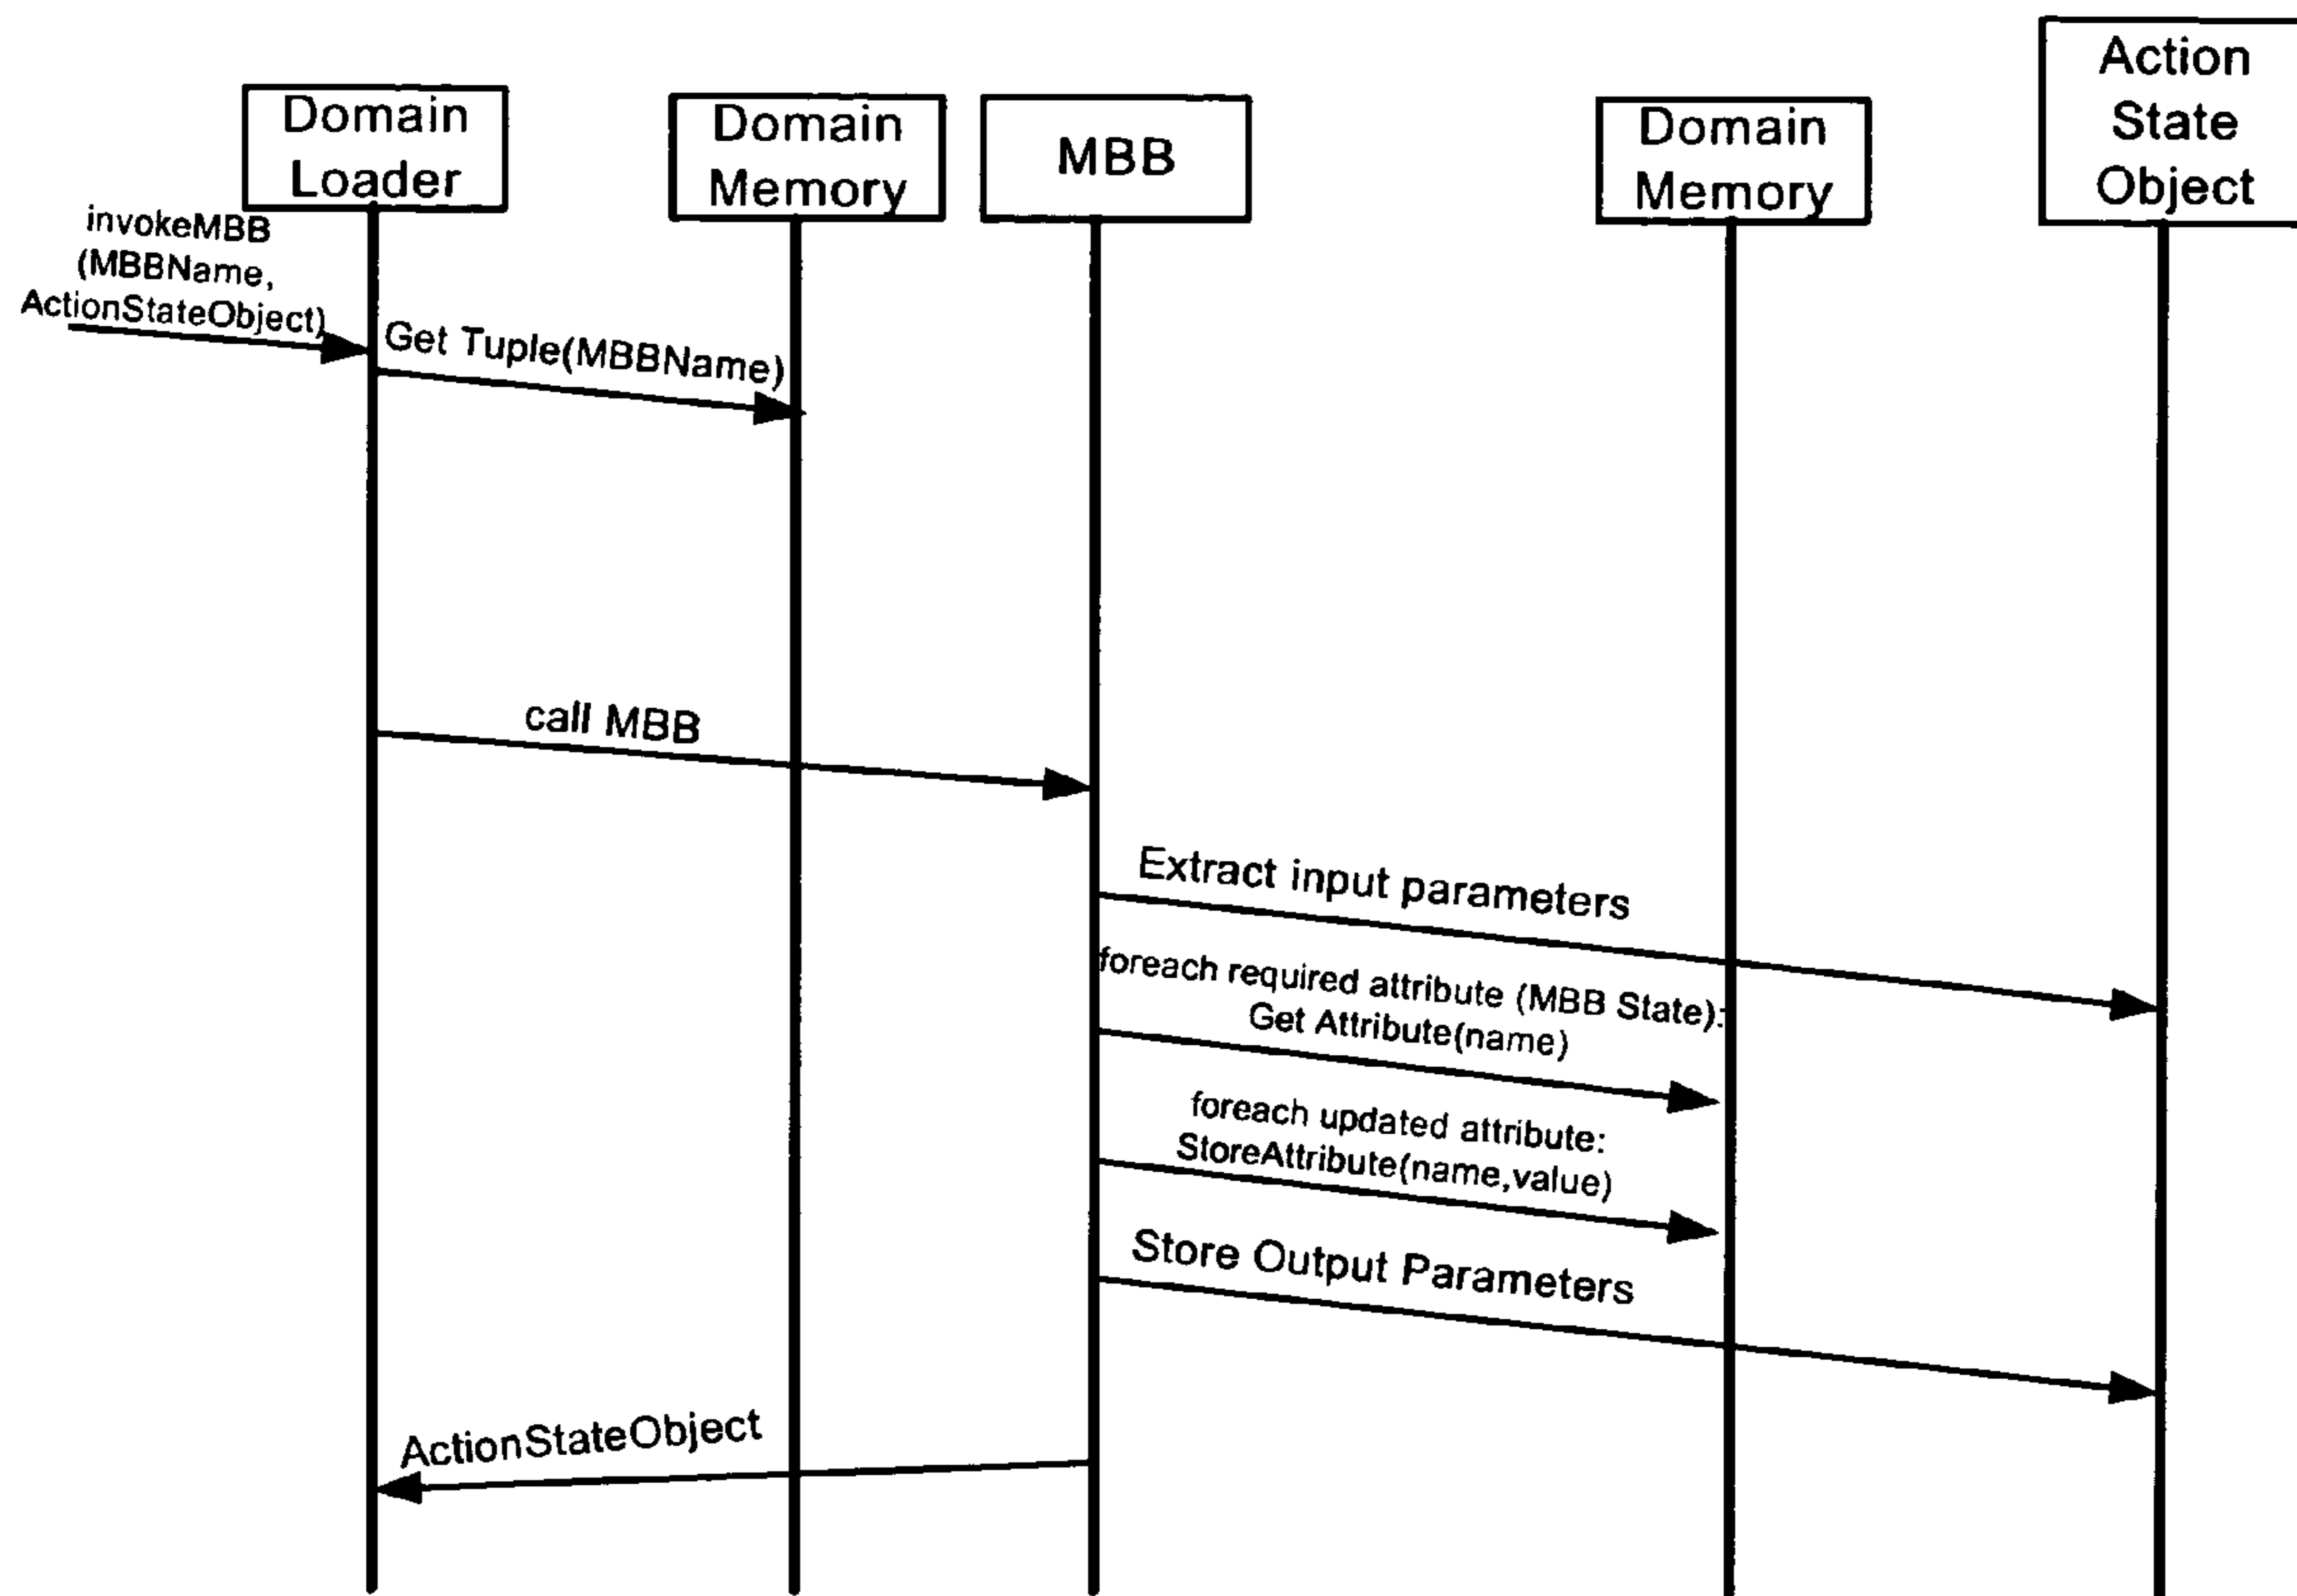 Domain
Loader
Domain
Memory
MBB
Domain
Memory
Action
State
Object
invokeMBB
(MBBName,
ActionStateObject)
Get Tuple(MBBName)
call MBB
Extract input parameters
foreach required attribute (MBB State):
Get Attribute(name)
foreach updated attribute:
StoreAttribute(name,value)
Store Output Parameters
ActionStateObject